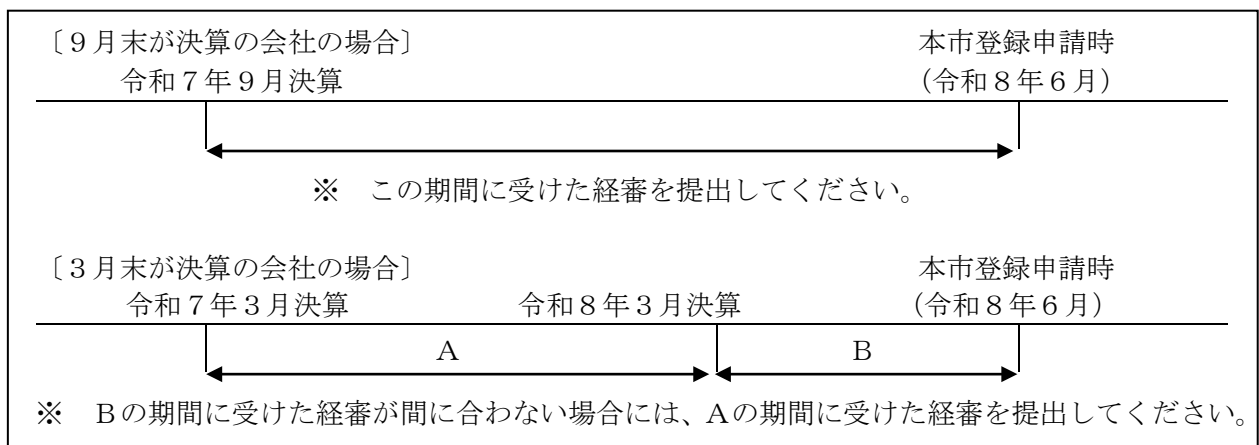 〔９月末が決算の会社の場合〕 本市登録申請時
令和７年９月決算 （令和８年６月）
※　この期間に受けた経審を提出してください。
〔３月末が決算の会社の場合〕 本市登録申請時
令和７年３月決算 令和８年３月決算 （令和８年６月）
Ａ Ｂ
※　Ｂの期間に受けた経審が間に合わない場合には、Ａの期間に受けた経審を提出してください。